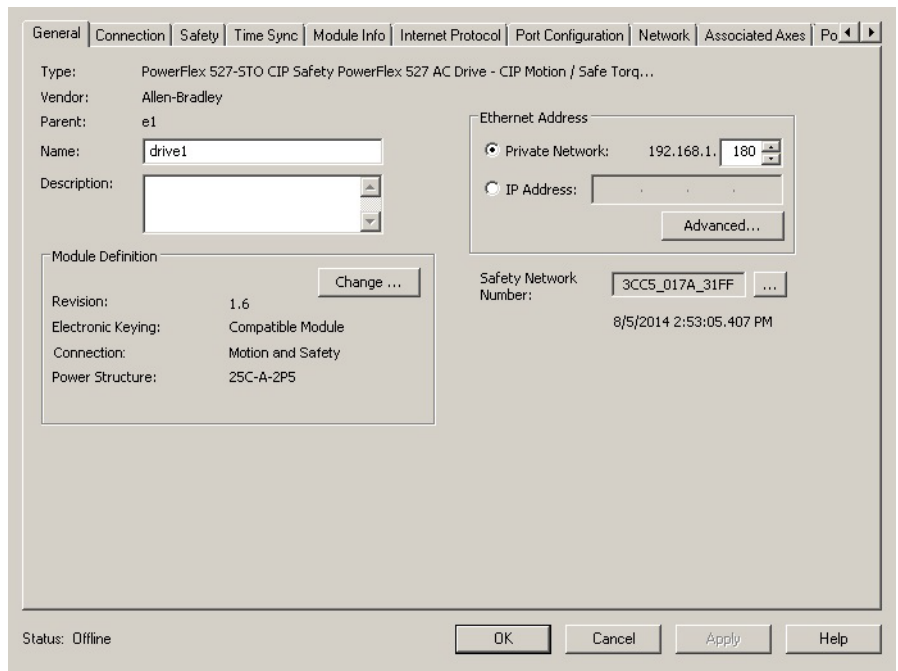 General Connection Safety Time Sync Module Info Internet Protocol Port Configuration Network Associated Axes Po
Type: PowerFlex 527-STO CIP Safety PowerFlex 527 AC Drive - CIP Motion / Safe Torq...
Vendor: Allen-Bradley
Parent: e1
Name: drive1
Description:
Ethernet Address
Private Network: 192.168.1. 180
IP Address: . . .
Advanced...
Module Definition
Change ...
Revision: 1.6
Electronic Keying: Compatible Module
Connection: Motion and Safety
Power Structure: 25C-A-2P5
Safety Network
Number:
3CC5_017A_31FF ...
8/5/2014 2:53:05.407 PM
Status: Offline
OK Cancel Apply Help